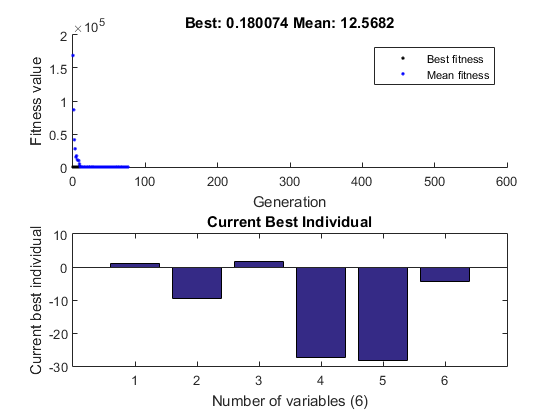 Best: 0.180074 Mean: 12.5682
×10^5
2
1.5
1
0.5
0
Fitness value
Best fitness
Mean fitness
0 100 200 300 400 500 600
Generation
Current Best Individual
10
0
-10
-20
-30
Current best individual
1 2 3 4 5 6
Number of variables (6)